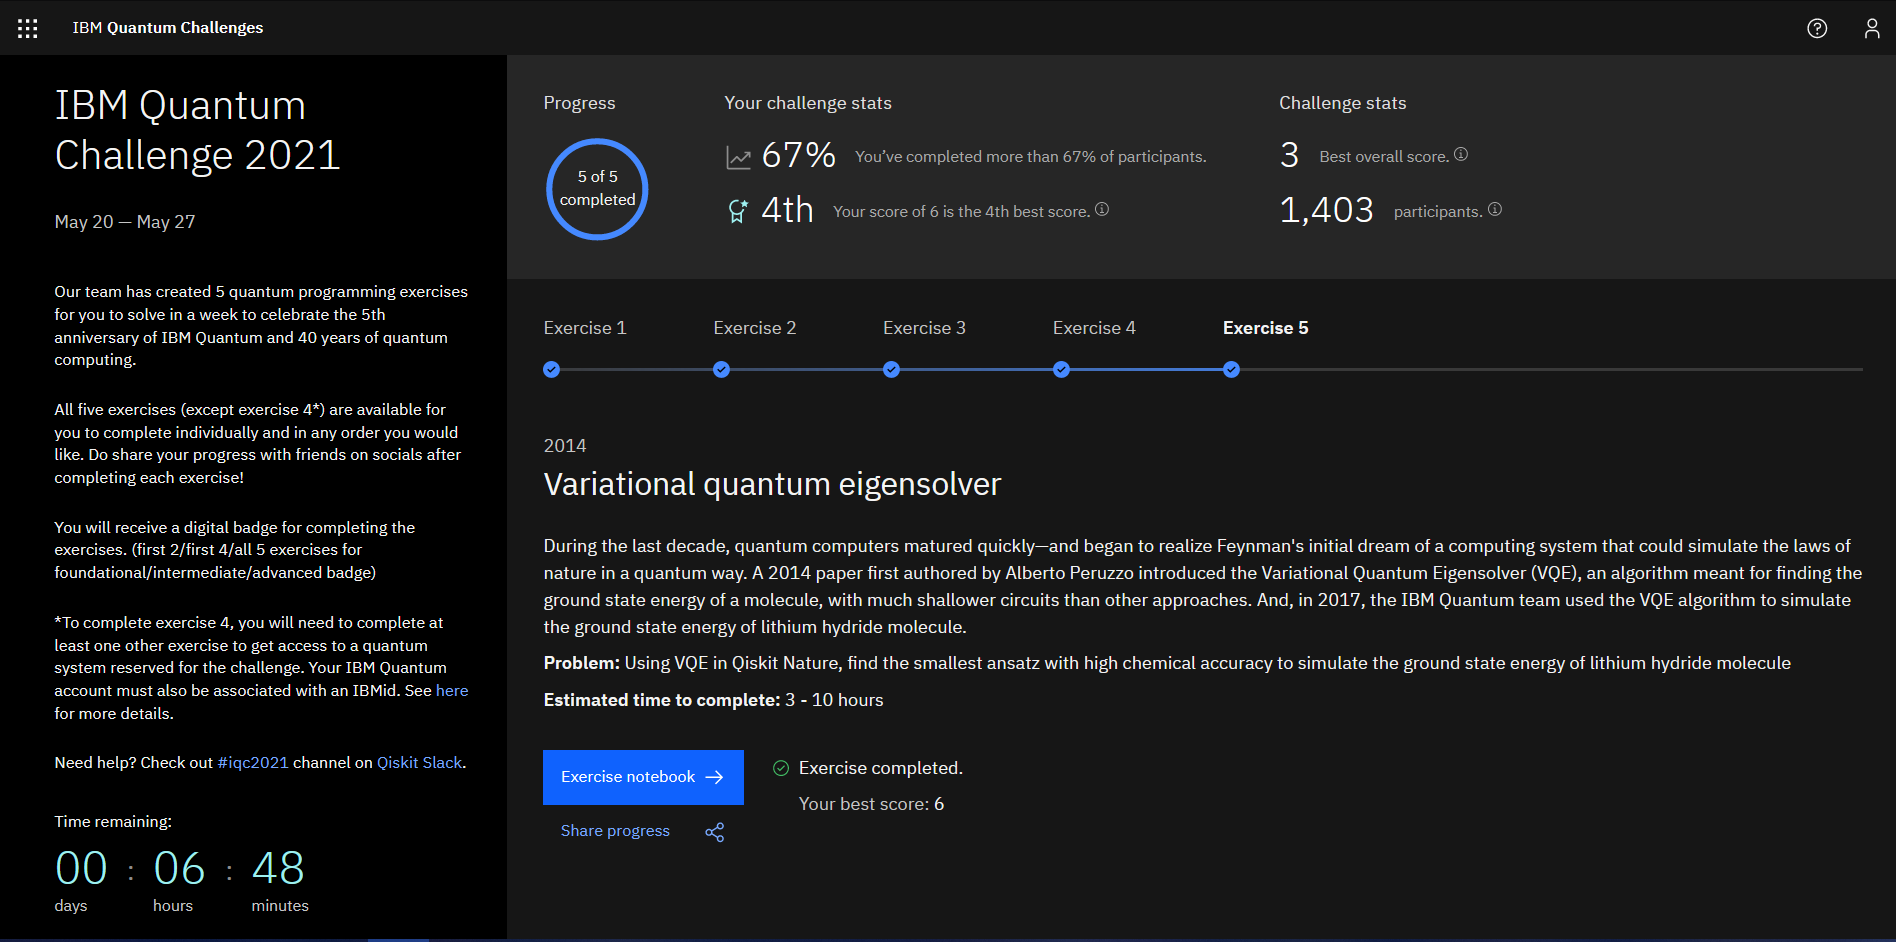 IBM Quantum Challenges
IBM Quantum
Challenge 2021
May 20 — May 27
Our team has created 5 quantum programming exercises
for you to solve in a week to celebrate the 5th
anniversary of IBM Quantum and 40 years of quantum
computing.
All five exercises (except exercise 4*) are available for
you to complete individually and in any order you would
like. Do share your progress with friends on socials after
completing each exercise!
You will receive a digital badge for completing the
exercises. (first 2/first 4/all 5 exercises for
foundational/intermediate/advanced badge)
*To complete exercise 4, you will need to complete at
least one other exercise to get access to a quantum
system reserved for the challenge. Your IBM Quantum
account must also be associated with an IBMid. See here
for more details.
Need help? Check out #iqc2021 channel on Qiskit Slack.
Time remaining:
00 : 06 : 48
days hours minutes
Progress
5 of 5
completed
Your challenge stats
67% You’ve completed more than 67% of participants.
4th Your score of 6 is the 4th best score.
Challenge stats
3 Best overall score.
1,403 participants.
Exercise 1 Exercise 2 Exercise 3 Exercise 4 Exercise 5
2014
Variational quantum eigensolver
During the last decade, quantum computers matured quickly—and began to realize Feynman's initial dream of a computing system that could simulate the laws of
nature in a quantum way. A 2014 paper first authored by Alberto Peruzzo introduced the Variational Quantum Eigensolver (VQE), an algorithm meant for finding the
ground state energy of a molecule, with much shallower circuits than other approaches. And, in 2017, the IBM Quantum team used the VQE algorithm to simulate
the ground state energy of lithium hydride molecule.
Problem: Using VQE in Qiskit Nature, find the smallest ansatz with high chemical accuracy to simulate the ground state energy of lithium hydride molecule
Estimated time to complete: 3 - 10 hours
Exercise notebook
Share progress
Exercise completed.
Your best score: 6